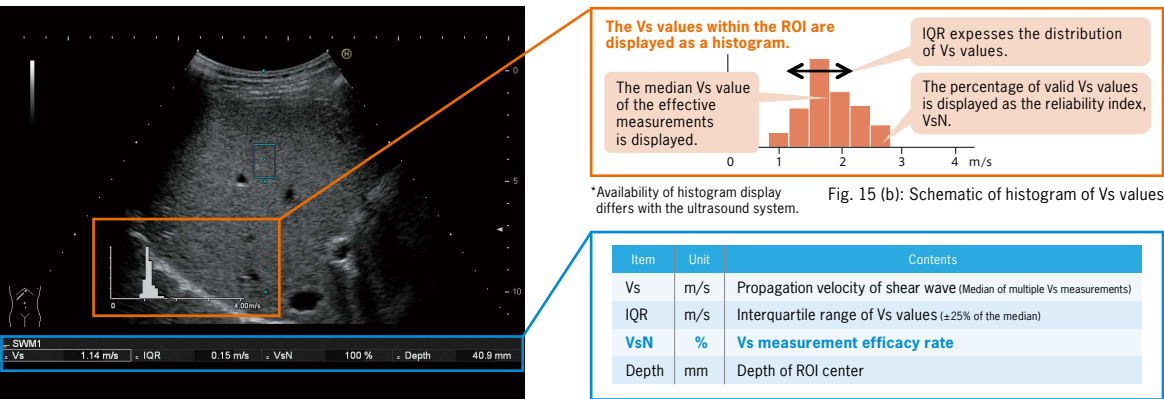 H
0
5
10
0
4.00m/s
SWM1
Vs 1.14 m/s IQR 0.15 m/s VsN 100 % Depth 40.9 mm
The Vs values within the ROI are
displayed as a histogram.
IQR expesses the distribution
of Vs values.
The median Vs value
of the effective
measurements
is displayed.
The percentage of valid Vs values
is displayed as the reliability index,
VsN.
0 1 2 3 4 m/s
*Availability of histogram display
differs with the ultrasound system.
Fig. 15 (b): Schematic of histogram of Vs values
Item Unit Contents
Vs m/s Propagation velocity of shear wave (Median of multiple Vs measurements)
IQR m/s Interquartile range of Vs values (±25% of the median)
VsN % Vs measurement efficacy rate
Depth mm Depth of ROI center